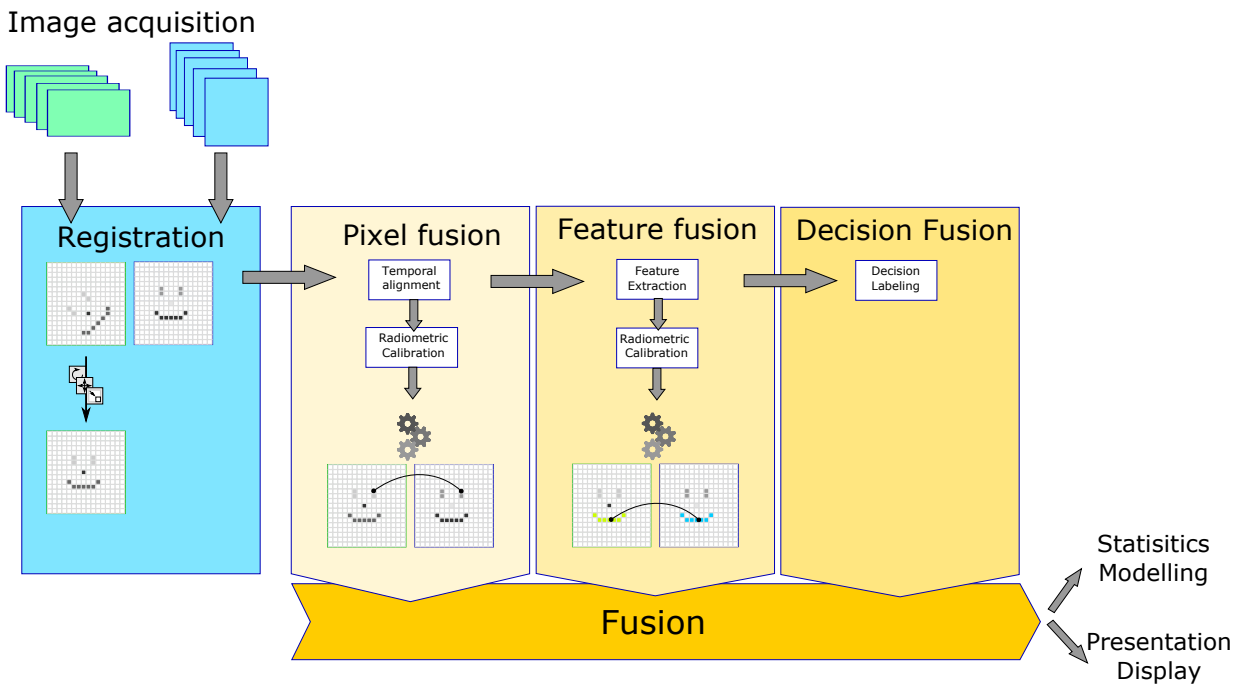 Image acquisition
Registration
Pixel fusion
Temporal
alignment
Radiometric
Calibration
Feature fusion
Feature
Extraction
Radiometric
Calibration
Decision Fusion
Decision
Labeling
Fusion
Statisitics
Modelling
Presentation
Display